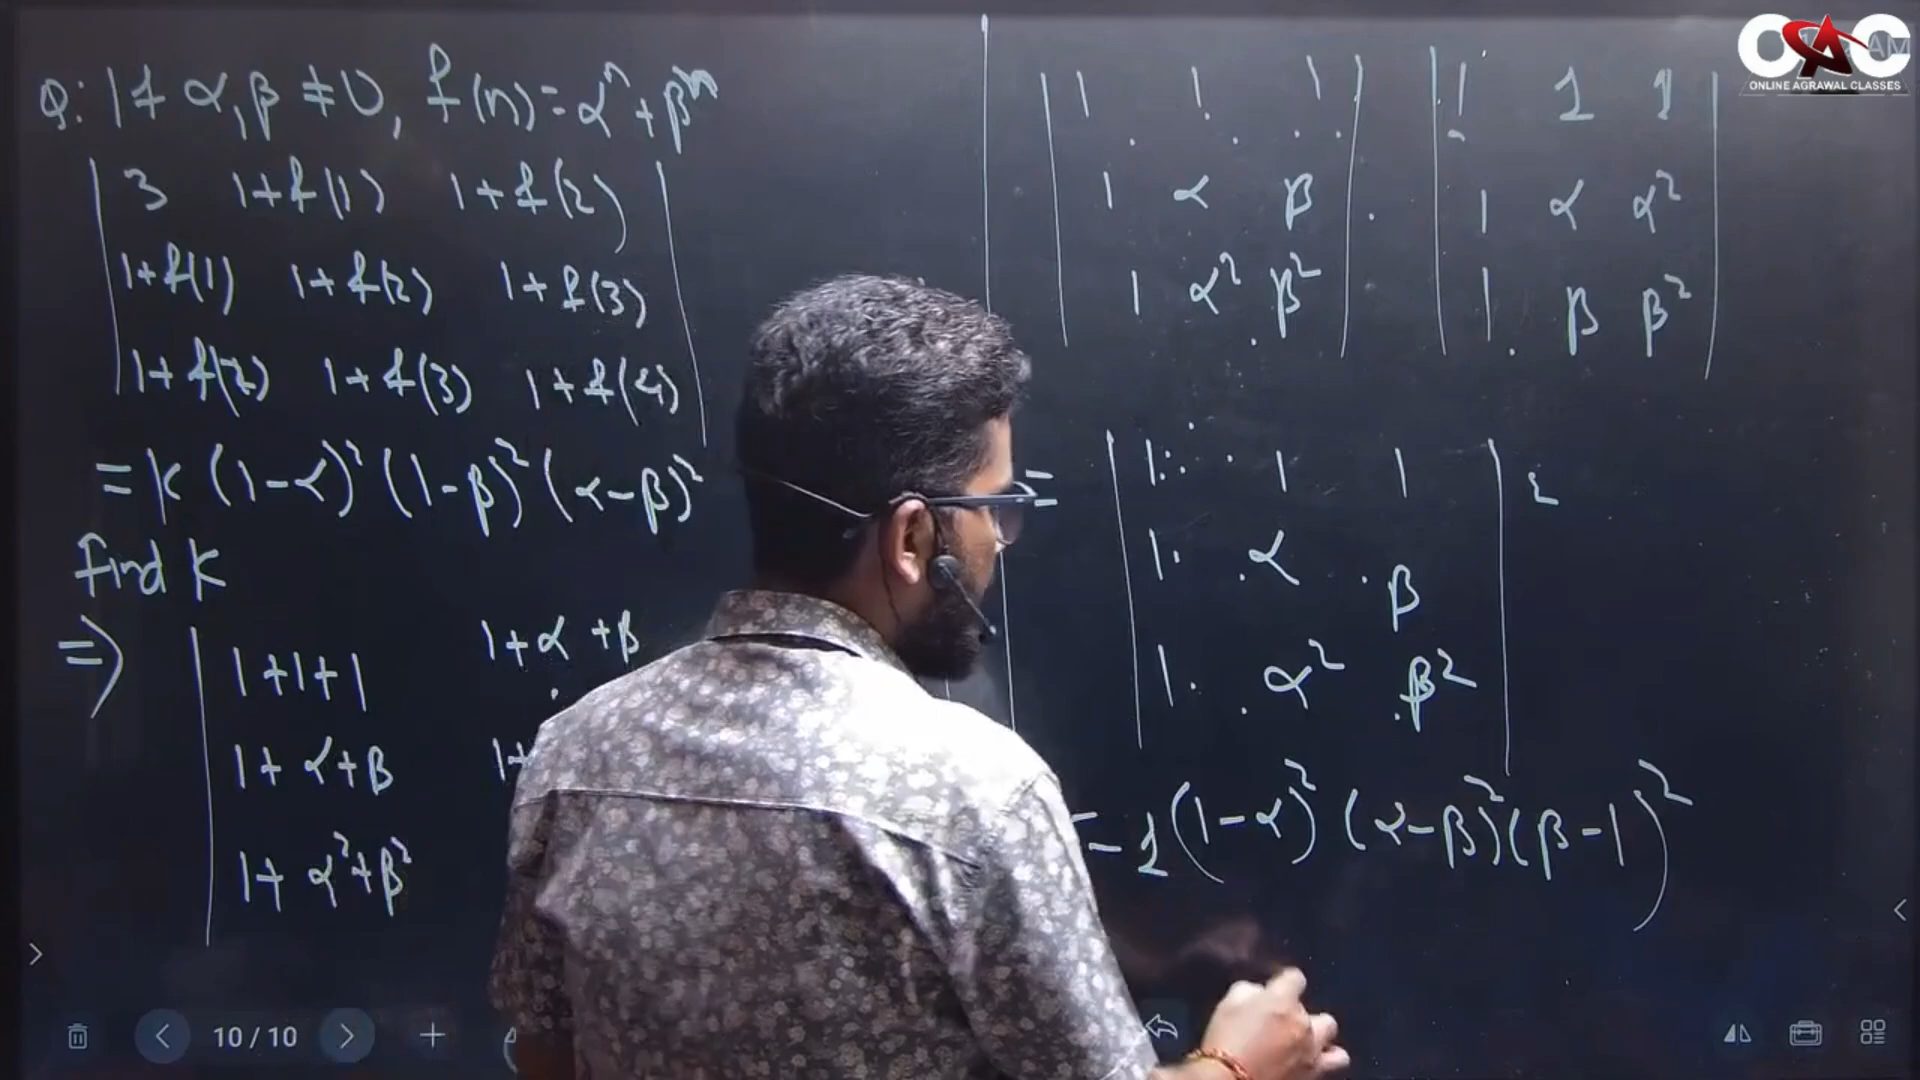 Q: If α, β ≠ 0, f(n) = αⁿ + βⁿ
| 3 1+f(1) 1+f(2) |
| 1+f(1) 1+f(2) 1+f(3) |
| 1+f(2) 1+f(3) 1+f(4) |
= K (1-α)² (1-β)² (α-β)²
Find K
⇒ | 1+1+1 1+α+β
| 1+α+β 1+
| 1+α²+β²
| 1 1 1 | | 1 1 1 |
| 1 α β | . | 1 α α² |
| 1 α² β² | | 1 β β² |
= | 1 1 1 | 2
| 1 α β |
| 1 α² β² |
= 1 (1-α)² (α-β)² (β-1)²
OAC
ONLINE AGRAWAL CLASSES
10/10